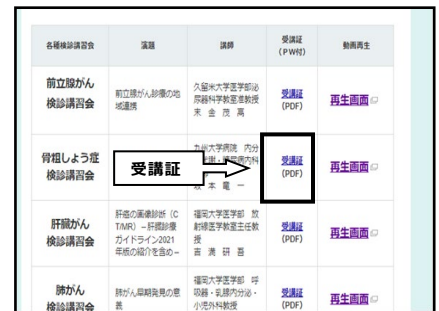 各種検診講習会 演題 講師 受講証 動画再生
(PW付)
前立腺がん
検診講習会
前立腺がん診療の地
域連携
久留米大学医学部泌
尿器科学教室准教授
末 金 茂 高
受講証
(PDF)
再生画面
骨粗しょう症
検診講習会
受講証
九州大学病院 内分
本 竜 一
受講証
(PDF)
再生画面
肝臓がん
検診講習会
肝癌の画像診断(C
T/MR)-肝臓診療
ガイドライン2021
年版の紹介を含め-
福岡大学医学部 放
射線医学教室主任教
授
吉 満 研 吾
受講証
(PDF)
再生画面
肺がん
検診講習会
肺がん早期発見の意
義
福岡大学医学部 呼
吸器・乳腺内分泌・
小児外科教授
受講証
(PDF)
再生画面